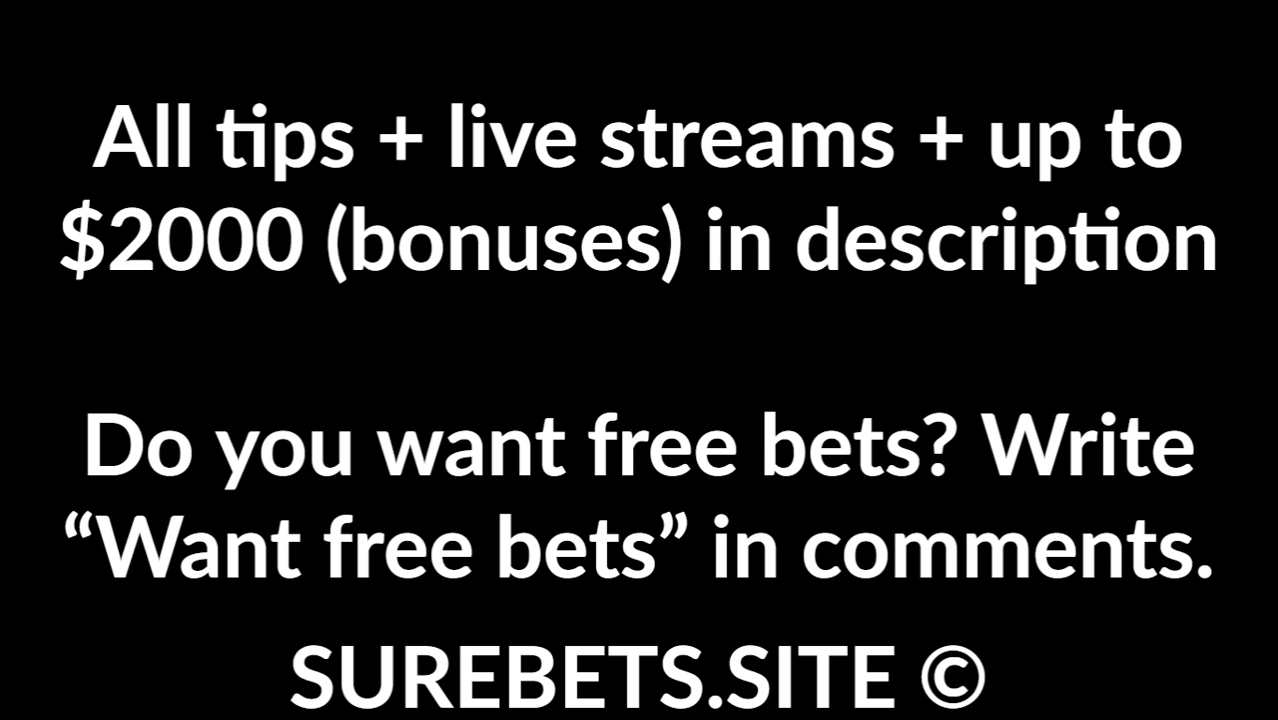 All tips + live streams + up to
$2000 (bonuses) in description
Do you want free bets? Write
“Want free bets” in comments.
SUREBETS.SITE ©